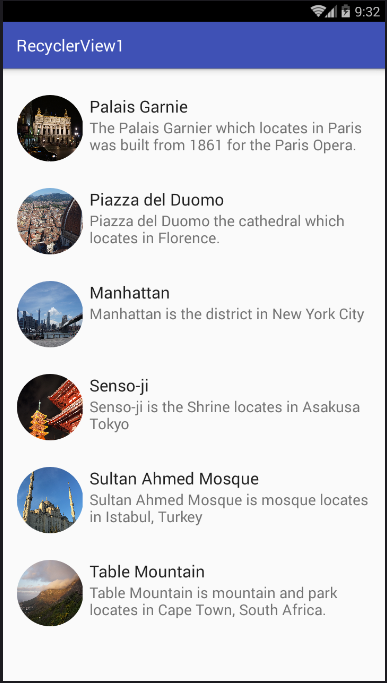 9:32
RecyclerView1
Palais Garnie
The Palais Garnier which locates in Paris
was built from 1861 for the Paris Opera.
Piazza del Duomo
Piazza del Duomo the cathedral which
locates in Florence.
Manhattan
Manhattan is the district in New York City
Senso-ji
Senso-ji is the Shrine locates in Asakusa
Tokyo
Sultan Ahmed Mosque
Sultan Ahmed Mosque is mosque locates
in Istabul, Turkey
Table Mountain
Table Mountain is mountain and park
locates in Cape Town, South Africa.